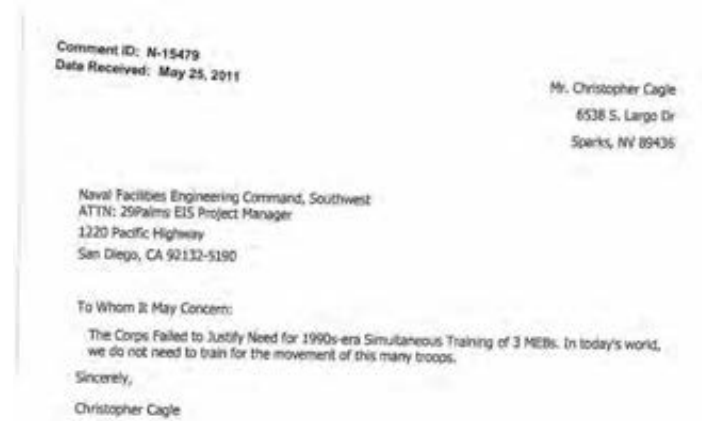 Comment ID: N-15479
Date Received: May 25, 2011
Mr. Christopher Cagle
6538 S. Largo Dr
Sparks, NV 89436
Naval Facilities Engineering Command, Southwest
ATTN: 29Palms EIS Project Manager
1220 Pacific Highway
San Diego, CA 92132-5190
To Whom It May Concern:
The Corps Failed to Justify Need for 1990s-era Simultaneous Training of 3 MEBs. In today's world,
we do not need to train for the movement of this many troops.
Sincerely,
Christopher Cagle